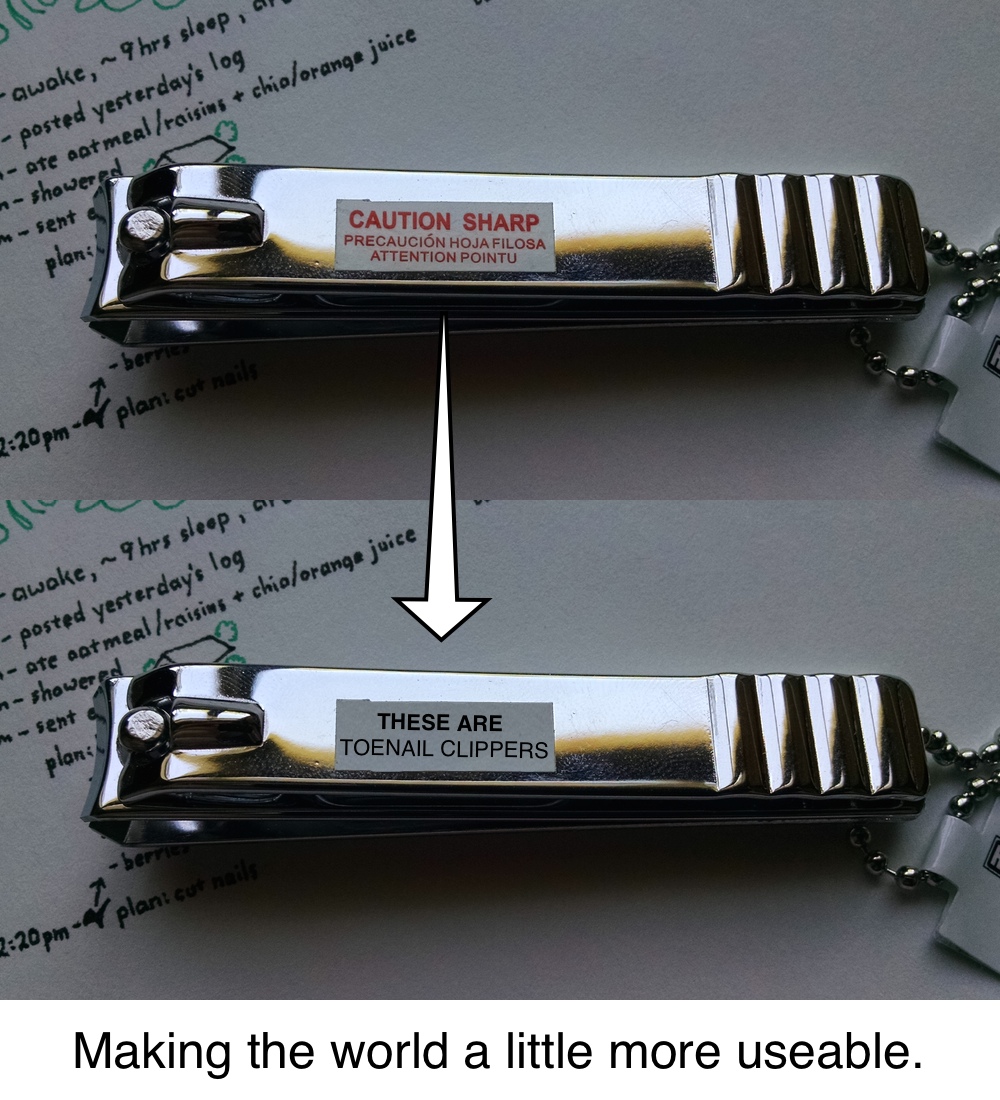 - awake, ~9hrs sleep,
- posted yesterday's log
- ate oatmeal/raisins + chia/orange juice
- showered
- sent
plan:
CAUTION SHARP
PRECAUCIÓN HOJA FILOSA
ATTENTION POINTU
- berries
2:20pm - plan: cut nails
- awake, ~9hrs sleep,
- posted yesterday's log
- ate oatmeal/raisins + chia/orange juice
- showered
- sent
plan:
THESE ARE
TOENAIL CLIPPERS
- berries
2:20pm - plan: cut nails
Making the world a little more useable.